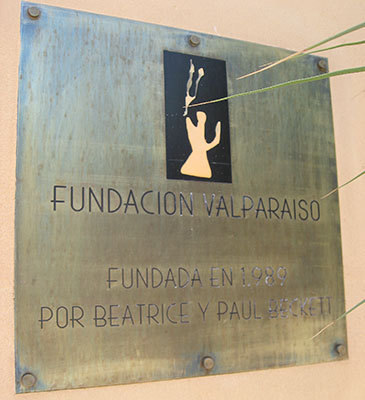 FUNDACION VALPARAISO
FUNDADA EN 1989
POR BEATRICE Y PAUL BECKETT